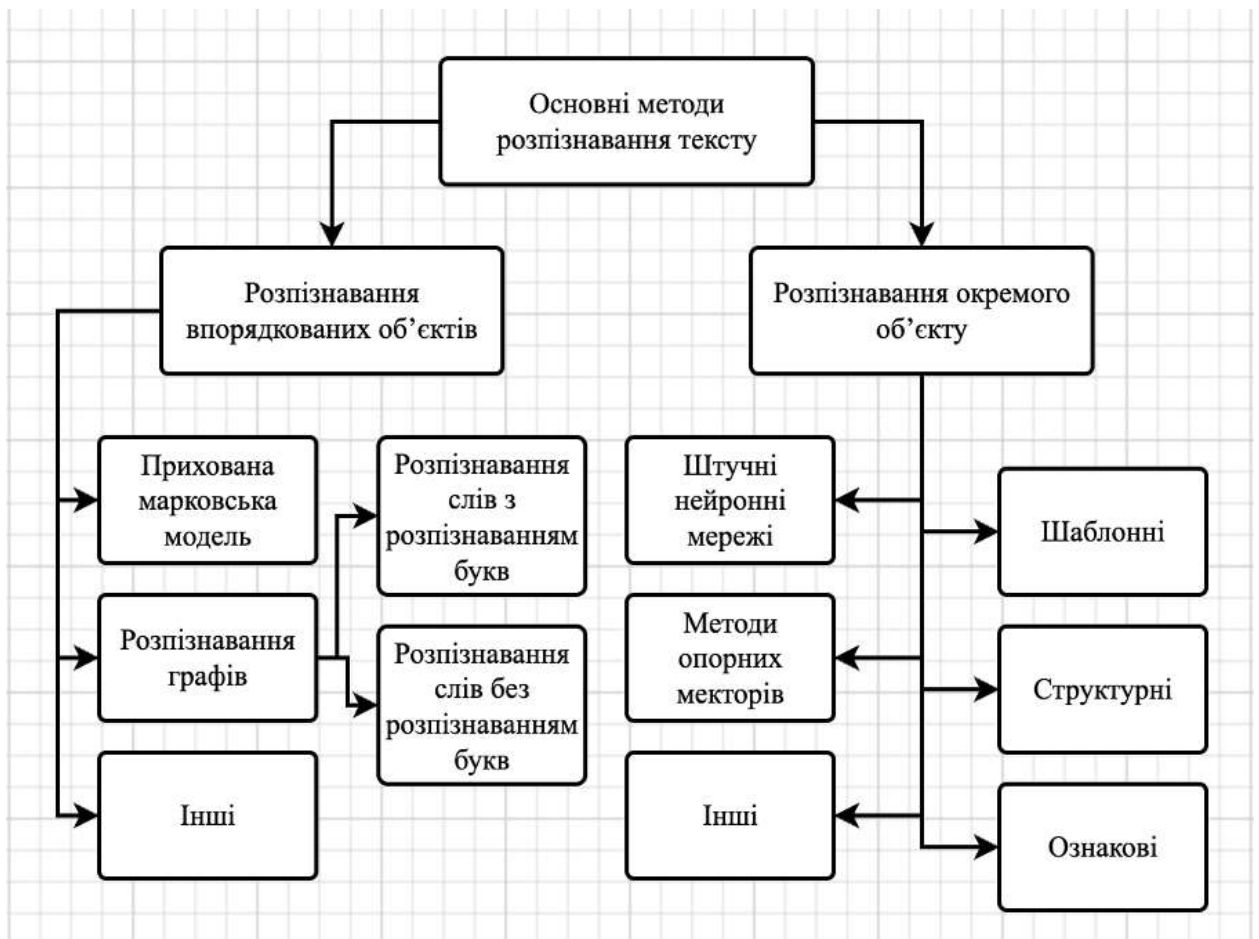 Основні методи
розпізнавання тексту
Розпізнавання
впорядкованих об’єктів
Розпізнавання окремого
об’єкту
Прихована
марковська
модель
Розпізнавання
слів з
розпізнаванням
букв
Штучні
нейронні
мережі
Шаблонні
Розпізнавання
графів
Розпізнавання
слів без
розпізнаванням
букв
Методи
опорних
мекторів
Структурні
Інші
Інші
Ознакові